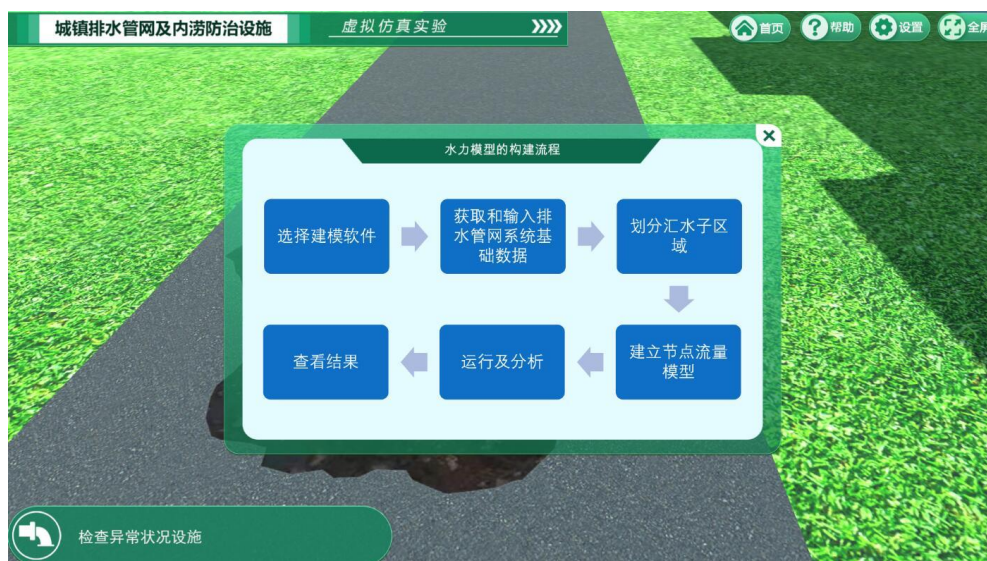 城镇排水管网及内涝防治设施
虚拟仿真实验
首页
帮助
设置
全屏
水力模型的构建流程
选择建模软件
获取和输入排
水管网系统基
础数据
划分汇水子区
域
查看结果
运行及分析
建立节点流量
模型
检查异常状况设施